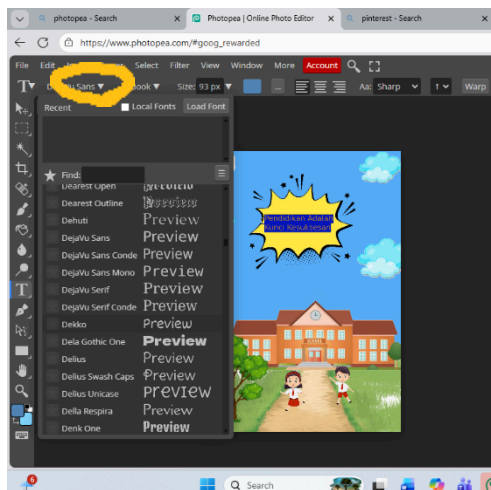 photopea - Search
Photopea | Online Photo Editor
pinterest - Search
https://www.photopea.com/#goog_rewarded
File Ed Select Filter View Window More Account
Sans Book Size: 93 px ... Aa: Sharp 1 Warp
Recent Local Fonts Load Font
Find:
Dearest Open Preview
Dearest Outline Preview
Dehuti Preview
DejaVu Sans Preview
DejaVu Sans Conde Preview
DejaVu Sans Mono Preview
DejaVu Serif Preview
DejaVu Serif Conde Preview
Dekko Preview
Dela Gothic One Preview
Delius Preview
Delius Swash Caps Preview
Delius Unicase Preview
Della Respira Preview
Denk One Preview
Pendidikan Adalah
Kunci Kesuksesan
Search